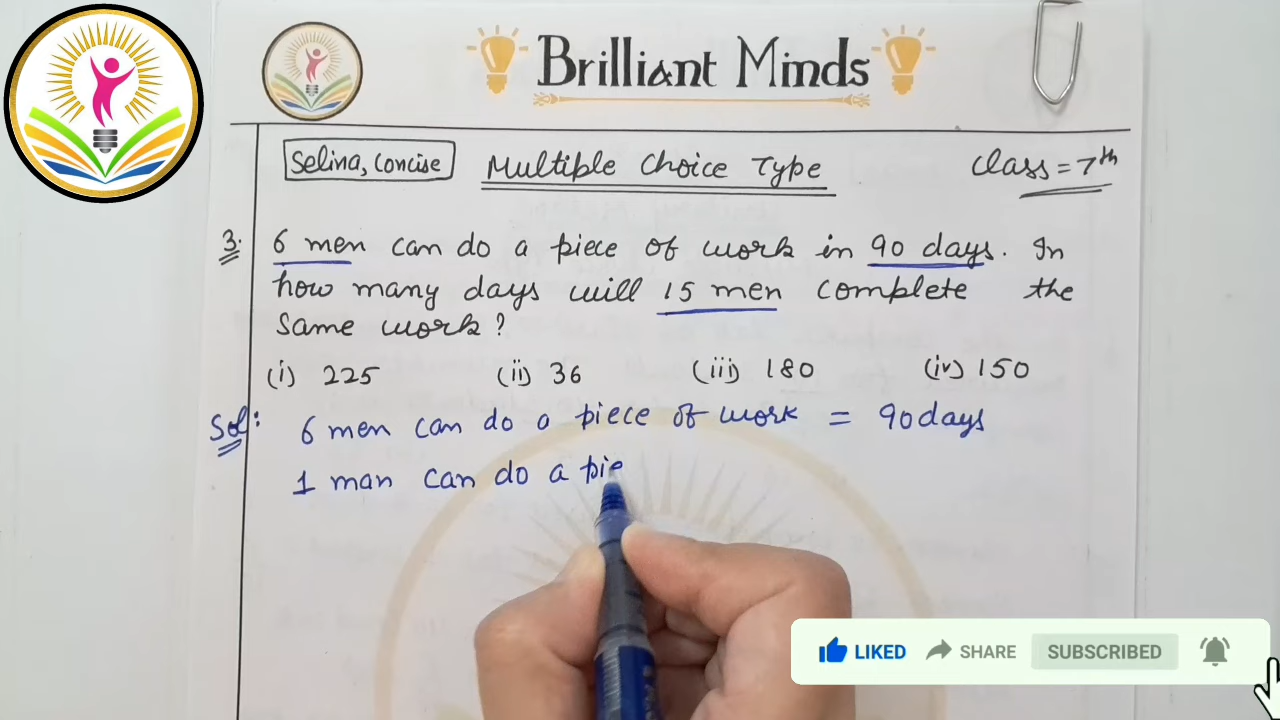 Brilliant Minds
Selina, Concise Multiple Choice Type Class = 7th
3. 6 men can do a piece of work in 90 days. In
how many days will 15 men complete the
same work?
(i) 225 (ii) 36 (iii) 180 (iv) 150
Sol: 6 men can do a piece of work = 90 days
1 man can do a pie
LIKED SHARE SUBSCRIBED